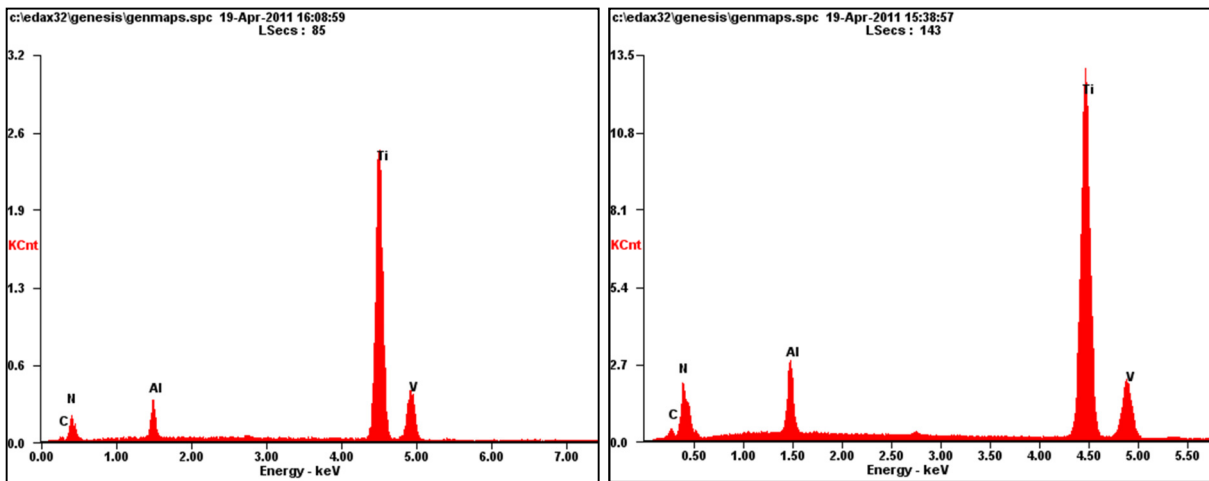 c:\edax32\genesis\genmaps.spc 19-Apr-2011 16:08:59
LSecs : 85
3.2
2.6
1.9
KCnt
1.3
0.6
0.0
C
N
Al
Ti
V
0.00 1.00 2.00 3.00 4.00 5.00 6.00 7.00
Energy - keV
c:\edax32\genesis\genmaps.spc 19-Apr-2011 15:38:57
LSecs : 143
13.5
10.8
8.1
KCnt
5.4
2.7
0.0
C
N
Al
Ti
V
0.50 1.00 1.50 2.00 2.50 3.00 3.50 4.00 4.50 5.00 5.50
Energy - keV